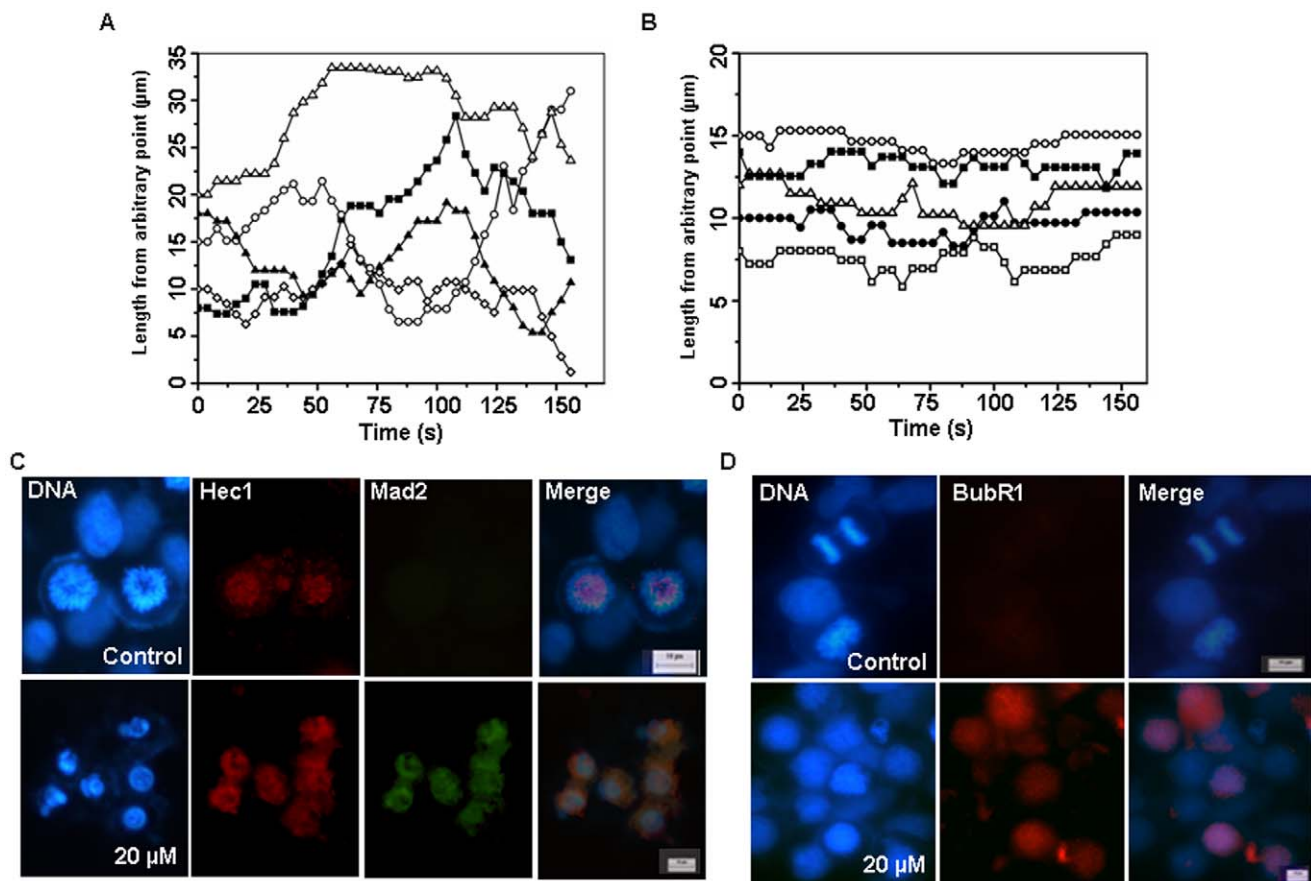 A
Length from arbitrary point (µm)
35
30
25
20
15
10
5
0
0 25 50 75 100 125 150
Time (s)
B
Length from arbitrary point (µm)
20
15
10
5
0
0 25 50 75 100 125 150
Time (s)
C
DNA Hec1 Mad2 Merge
Control
20 µM
D
DNA BubR1 Merge
Control
20 µM